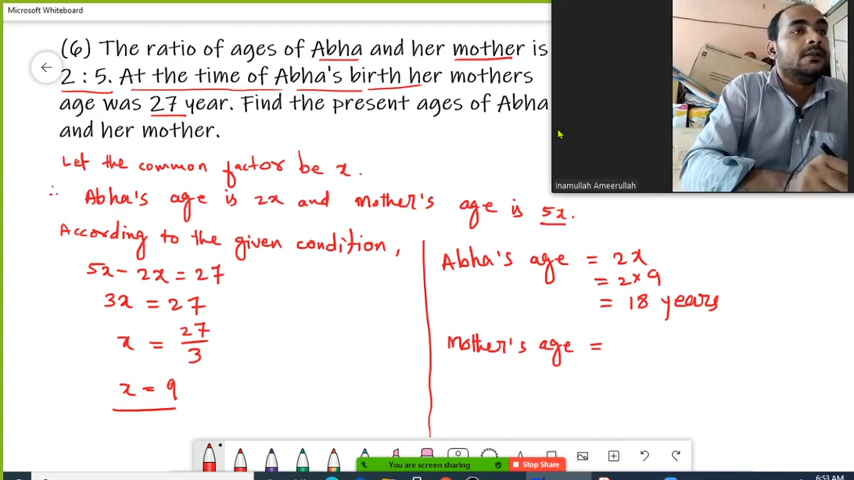 Microsoft Whiteboard
(6) The ratio of ages of Abha and her mother is
2 : 5. At the time of Abha's birth her mothers
age was 27 year. Find the present ages of Abha
and her mother.
Let the common factor be x.
∴ Abha's age is 2x and Mother's age is 5x.
According to the given condition,
5x - 2x = 27
3x = 27
x = 27/3
x = 9
Abha's age = 2x
= 2 × 9
= 18 years
Mother's age =
Inamullah Ameerullah
You are screen sharing
Stop Share
6:53 AM